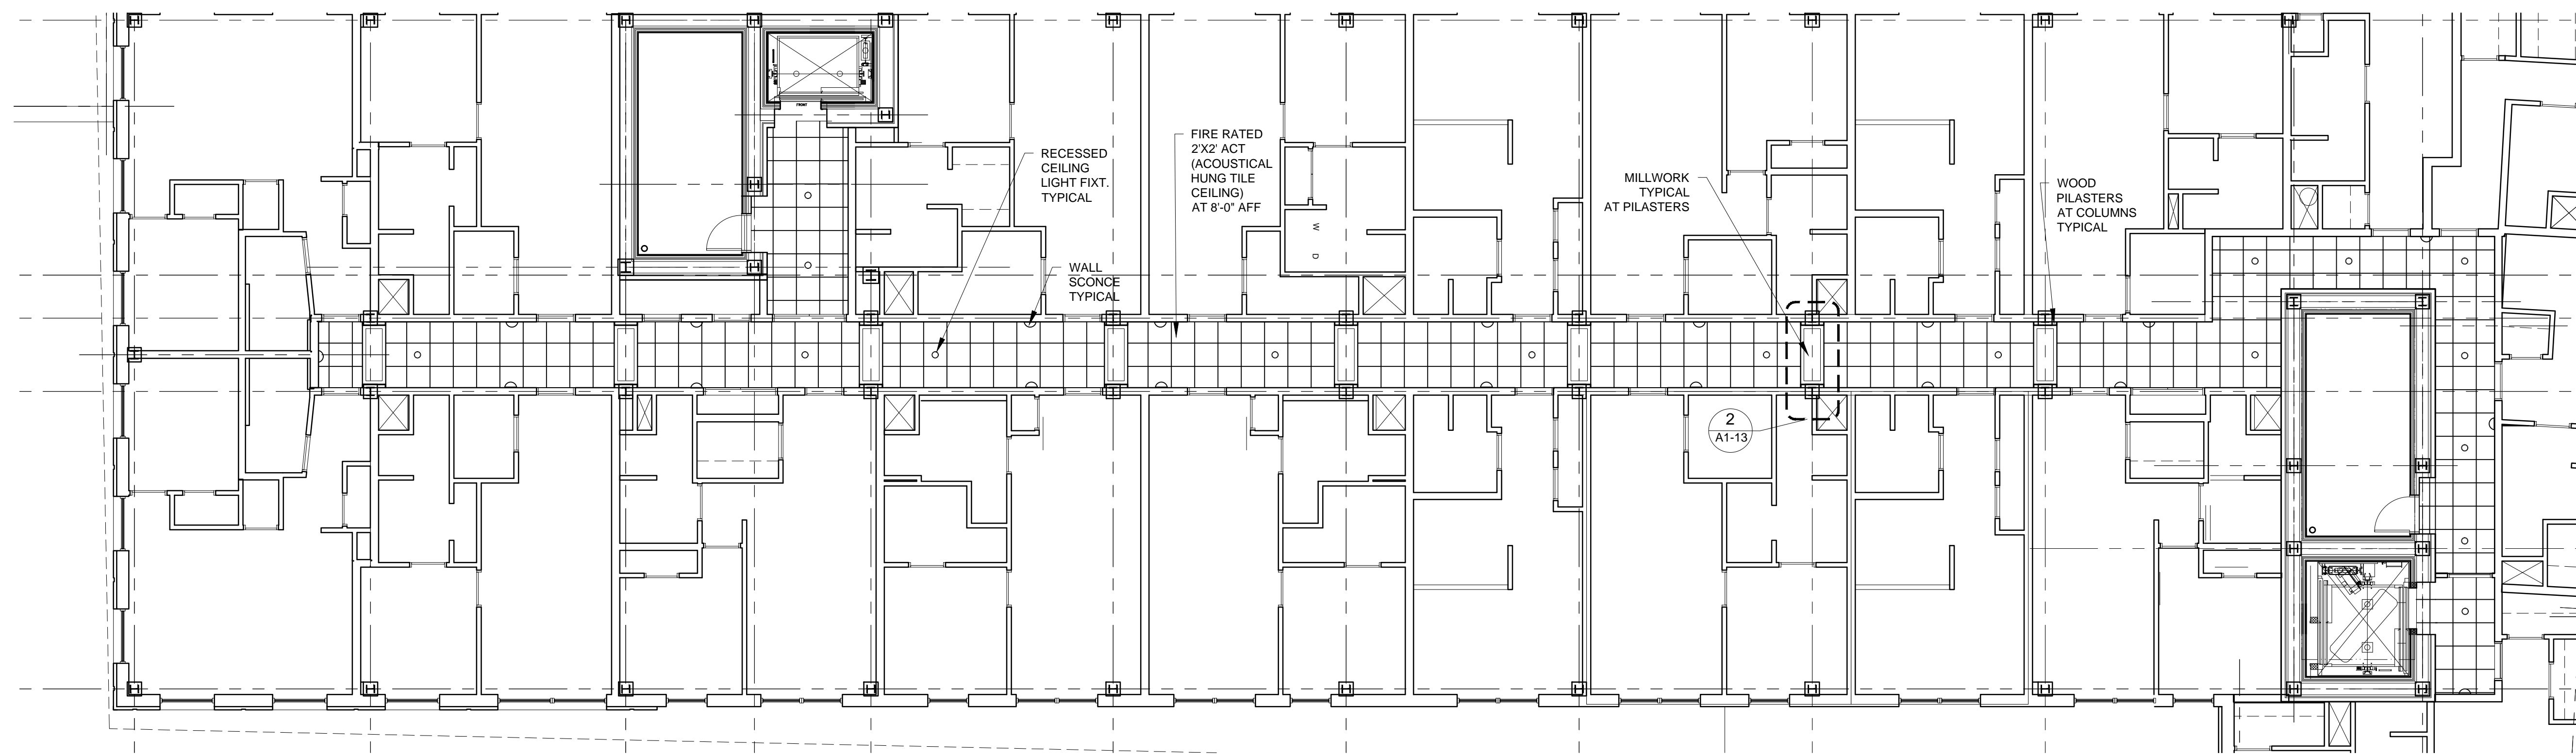 FRONT
RECESSED
CEILING
LIGHT FIXT.
TYPICAL
FIRE RATED
2'X2' ACT
(ACOUSTICAL
HUNG TILE
CEILING)
AT 8'-0" AFF
MILLWORK
TYPICAL
AT PILASTERS
WOOD
PILASTERS
AT COLUMNS
TYPICAL
W
D
WALL
SCONCE
TYPICAL
2
A1-13